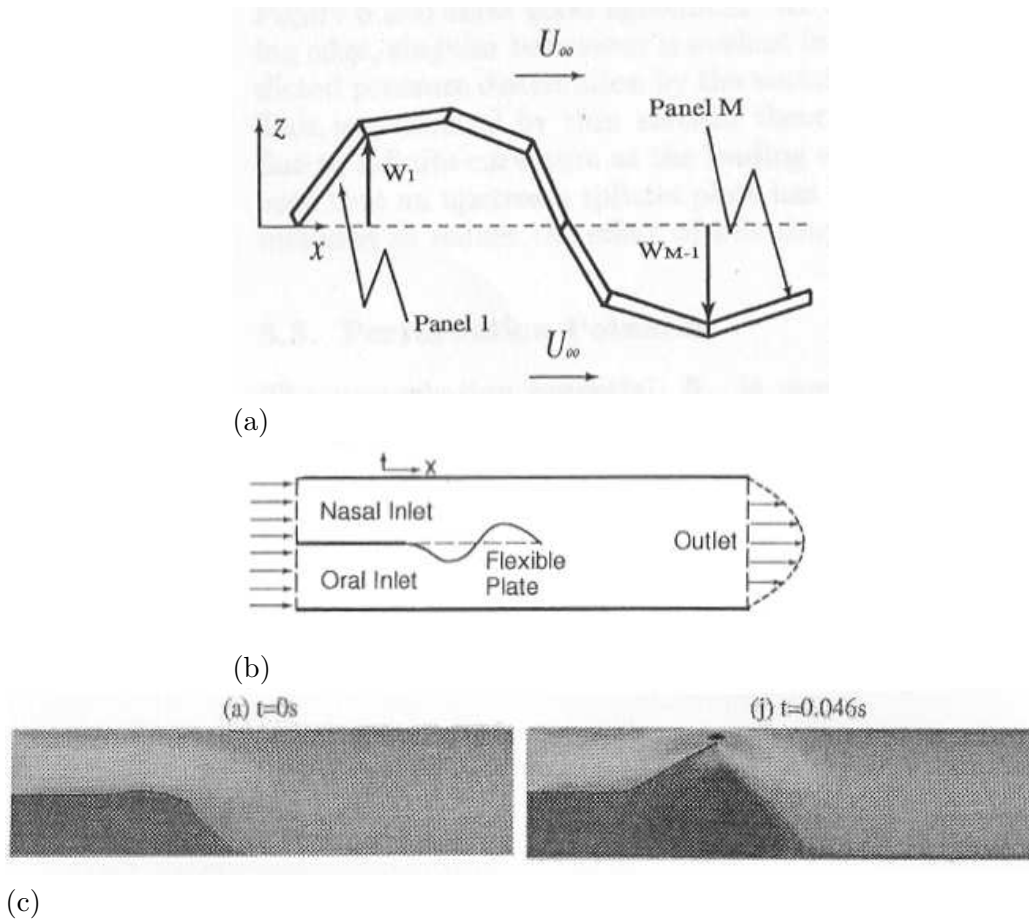 U∞
Panel M
z
W1
x
WM-1
Panel 1
U∞
(a)
x
Nasal Inlet
Outlet
Flexible
Plate
Oral Inlet
(b)
(a) t=0s
(j) t=0.046s
(c)